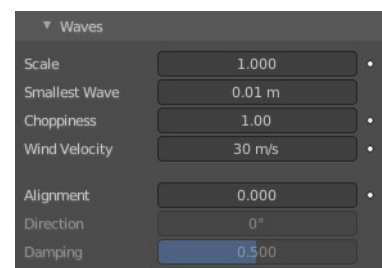 Waves
Scale 1.000
Smallest Wave 0.01 m
Choppiness 1.00
Wind Velocity 30 m/s
Alignment 0.000
Direction 0°
Damping 0.500